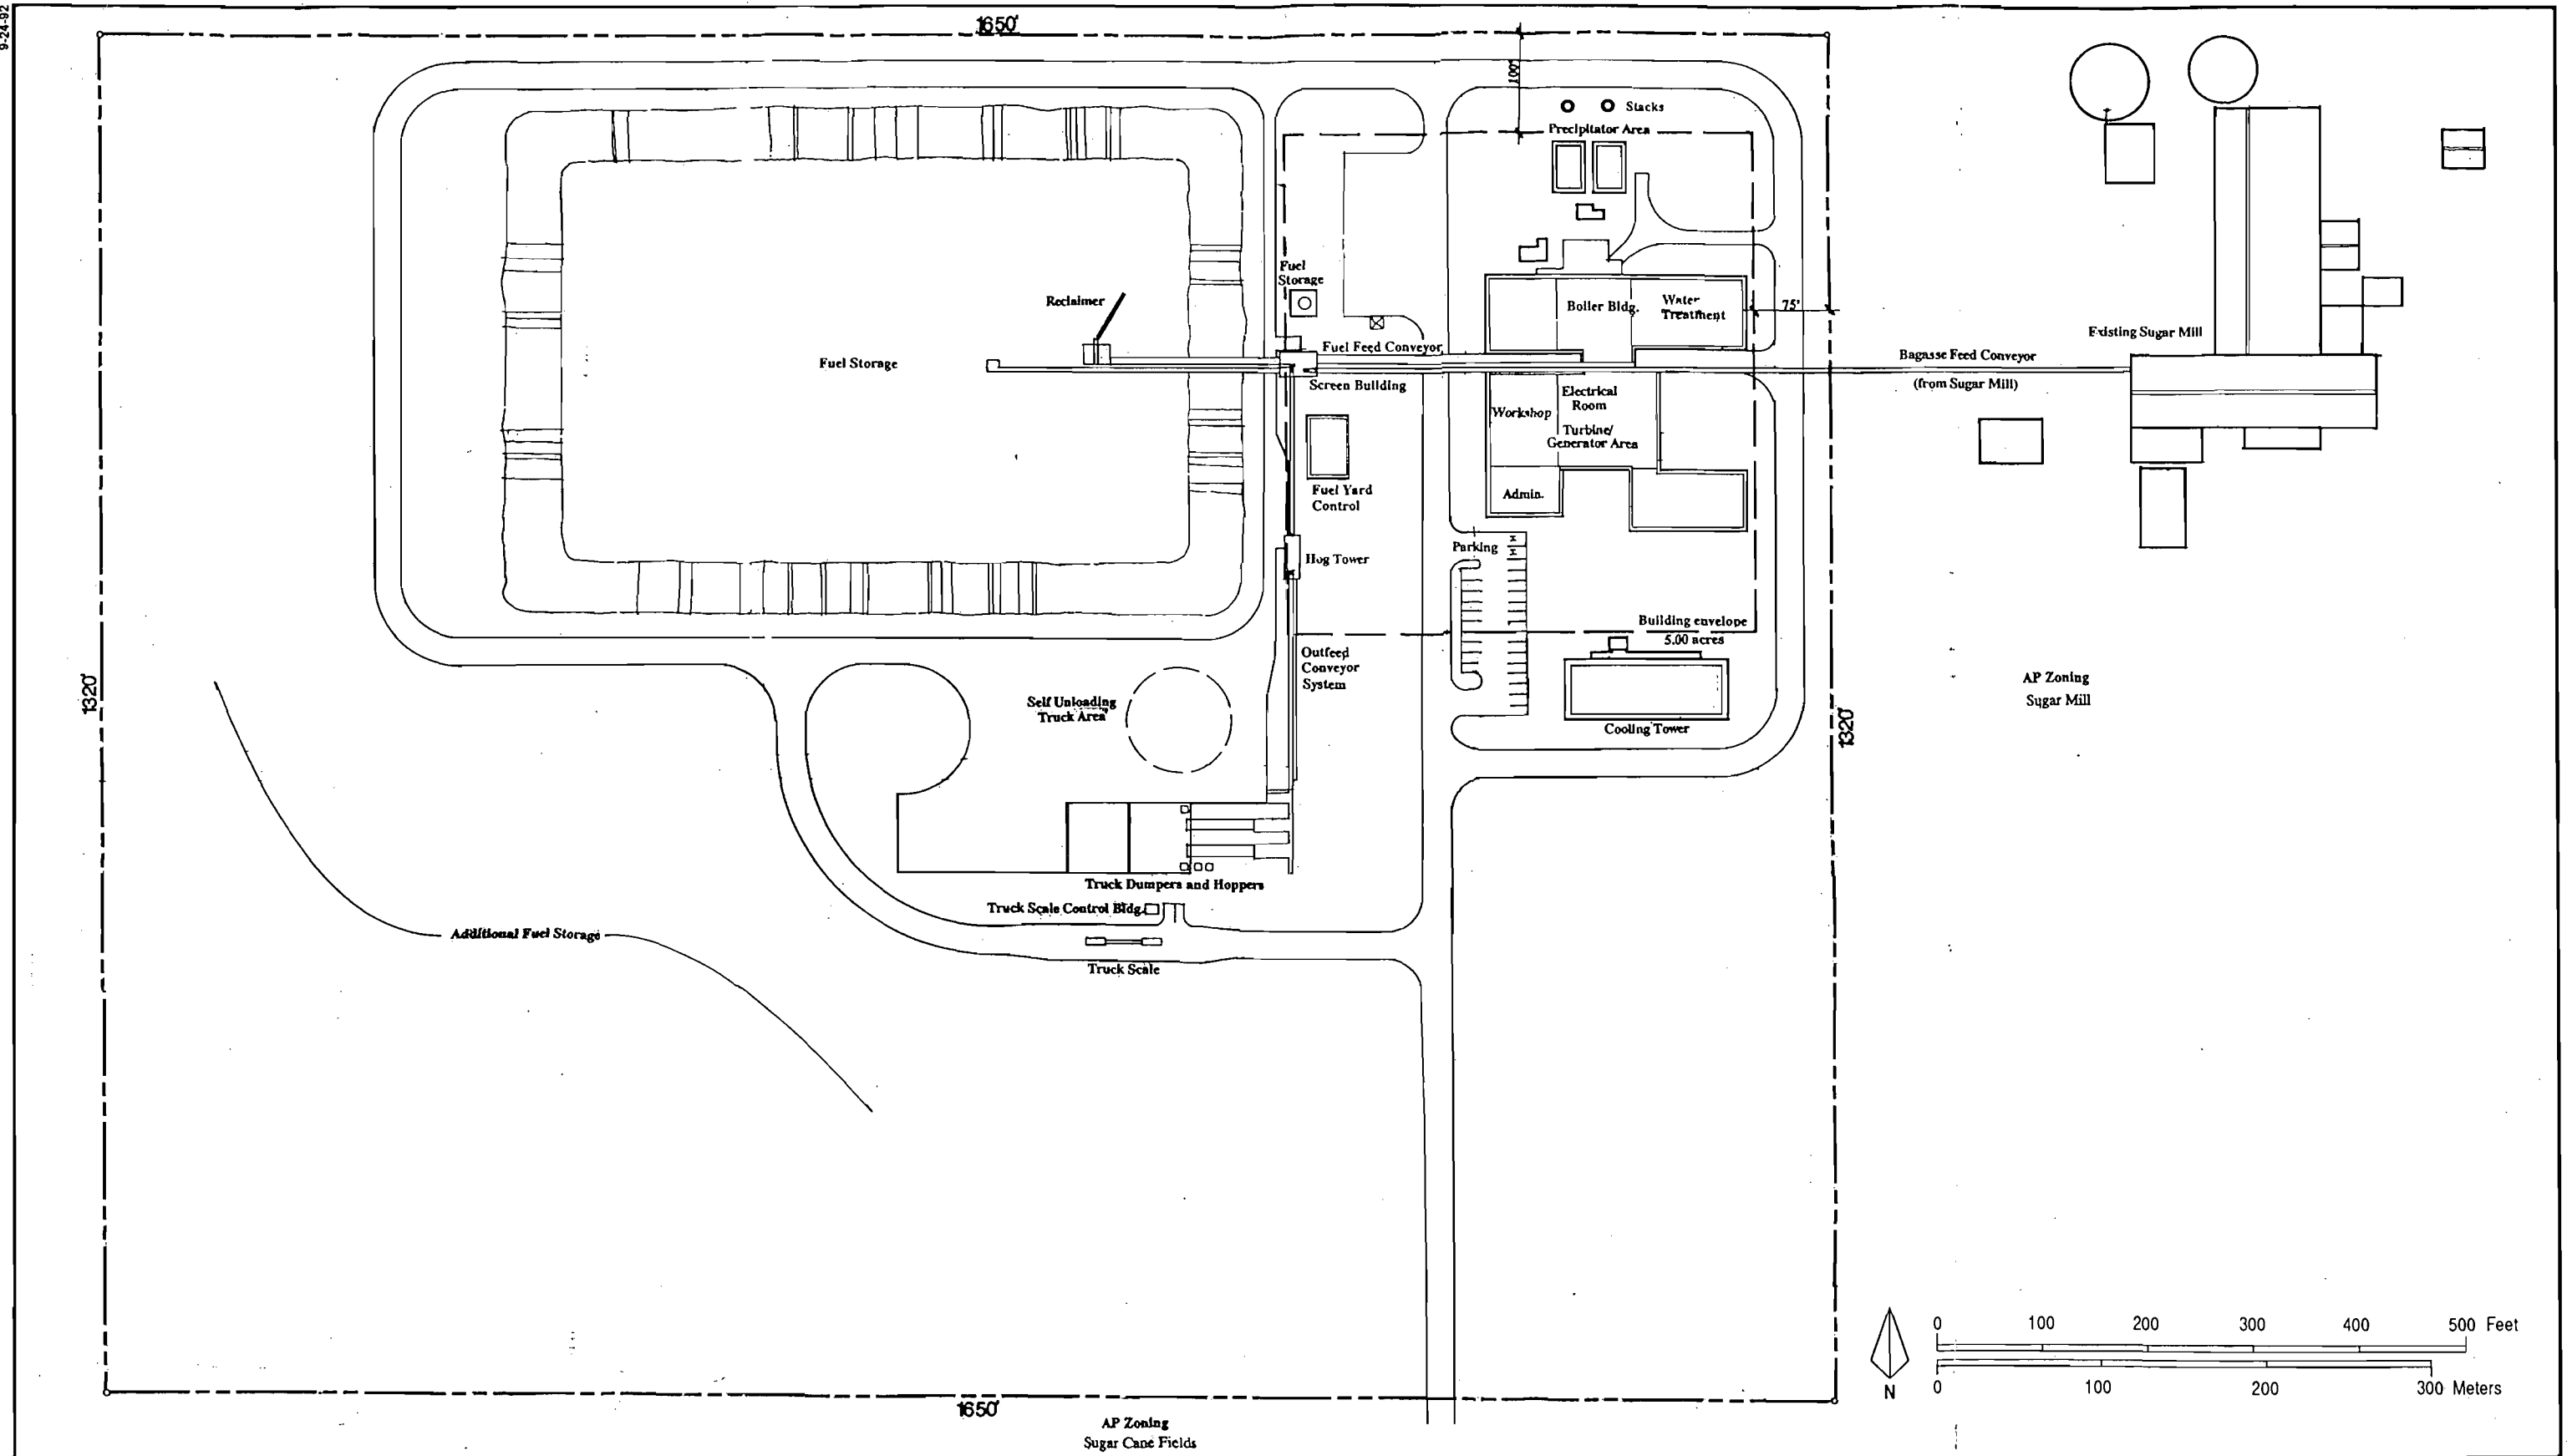 9-24-92
1650'
100'
Stacks
Precipitator Area
Fuel
Storage
Reclaimer
Boiler Bldg.
Water
Treatment
75'
Existing Sugar Mill
Fuel Storage
Fuel Feed Conveyor
Bagasse Feed Conveyor
(from Sugar Mill)
Screen Building
Electrical
Room
Workshop
Turbine/
Generator Area
Fuel Yard
Control
Admin.
Parking
Hog Tower
Building envelope
5.00 acres
Outfeed
Conveyor
System
1320'
Self Unloading
Truck Area
AP Zoning
Sugar Mill
Cooling Tower
1320'
Truck Dumpers and Hoppers
Truck Scale Control Bldg.
Additional Fuel Storage
Truck Scale
0 100 200 300 400 500 Feet
N
0 100 200 300 Meters
1650'
AP Zoning
Sugar Cane Fields